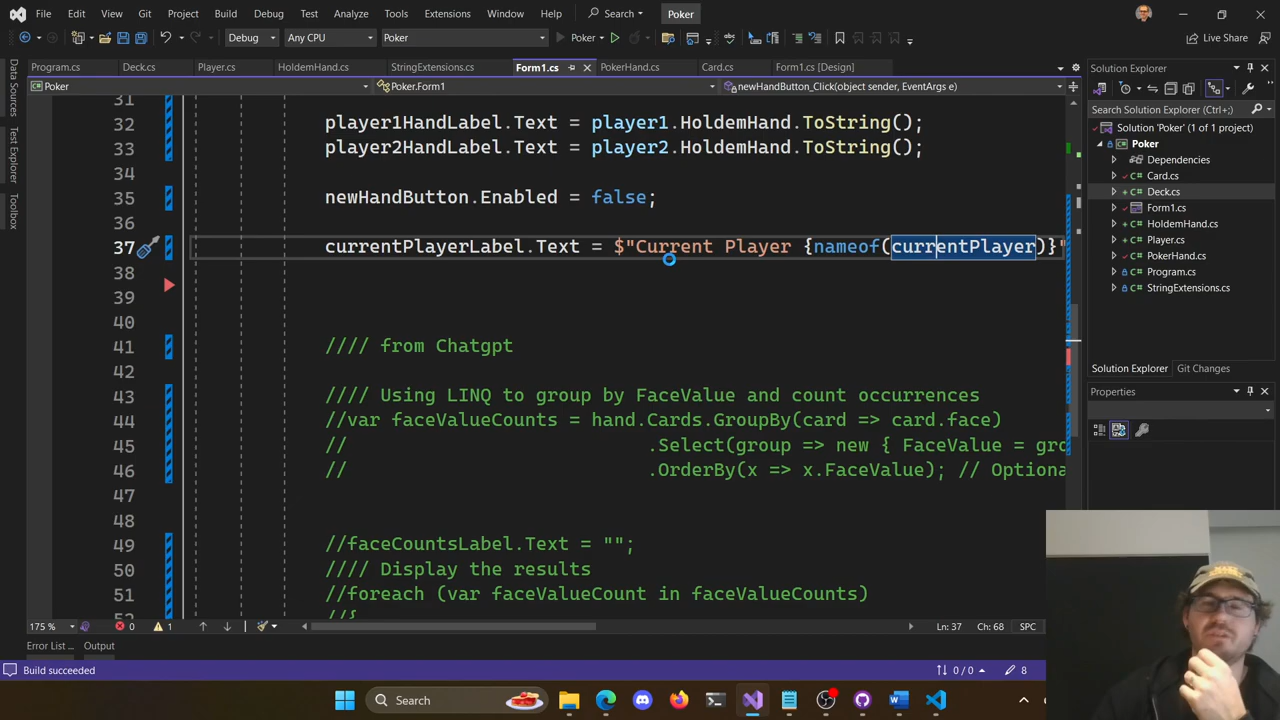 File Edit View Git Project Build Debug Test Analyze Tools Extensions Window Help Search Poker
Debug Any CPU Poker Poker Live Share
Program.cs Deck.cs Player.cs HoldemHand.cs StringExtensions.cs Form1.cs PokerHand.cs Card.cs Form1.cs [Design]
Poker Poker.Form1 newHandButton_Click(object sender, EventArgs e)
Data Sources
Test Explorer
Toolbox
31
32 player1HandLabel.Text = player1.HoldemHand.ToString();
33 player2HandLabel.Text = player2.HoldemHand.ToString();
34
35 newHandButton.Enabled = false;
36
37 currentPlayerLabel.Text = $"Current Player {nameof(currentPlayer)}"
38
39
40
41 //// from Chatgpt
42
43 //// Using LINQ to group by FaceValue and count occurrences
44 //var faceValueCounts = hand.Cards.GroupBy(card => card.face)
45 // .Select(group => new { FaceValue = gro
46 // .OrderBy(x => x.FaceValue); // Optiona
47
48
49 //faceCountsLabel.Text = "";
50 //// Display the results
51 //foreach (var faceValueCount in faceValueCounts)
52 //{
175 % 0 1 Ln: 37 Ch: 68 SPC
Error List ... Output
Build succeeded 0 / 0 8
Solution Explorer
Search Solution Explorer (Ctrl+;)
Solution 'Poker' (1 of 1 project)
Poker
Dependencies
Card.cs
Deck.cs
Form1.cs
HoldemHand.cs
Player.cs
PokerHand.cs
Program.cs
StringExtensions.cs
Solution Explorer Git Changes
Properties
Search